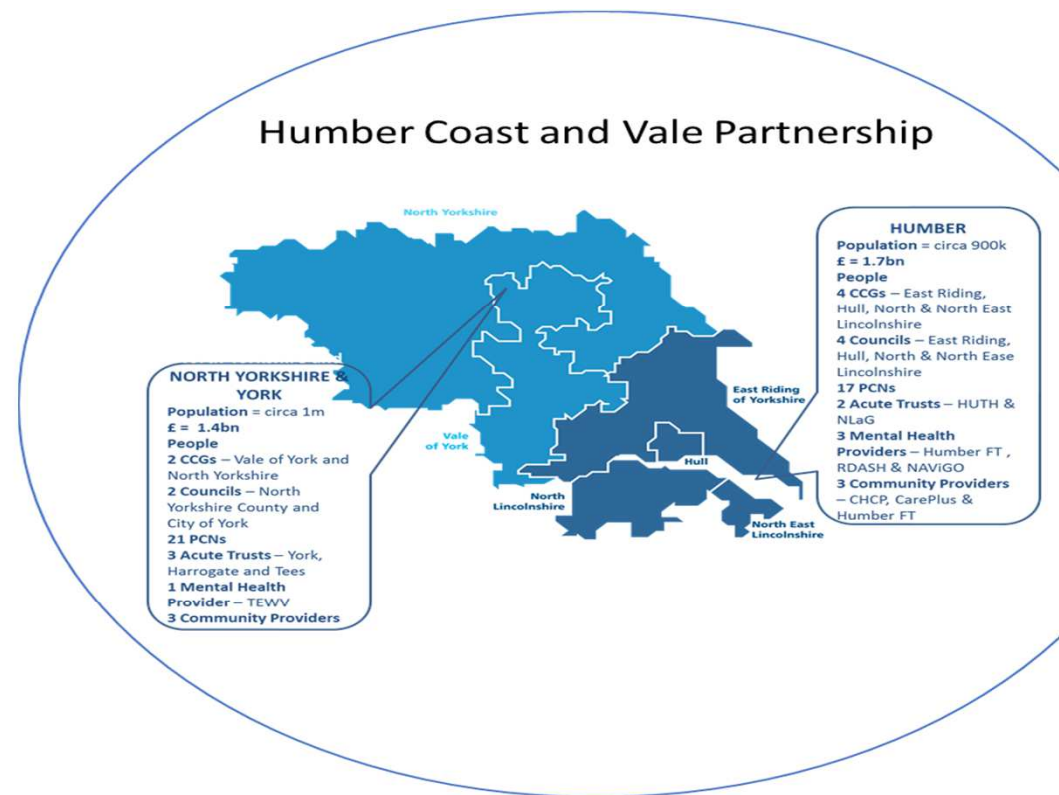 Humber Coast and Vale Partnership
North Yorkshire
Vale
of York
East Riding
of Yorkshire
Hull
North
Lincolnshire
North East
Lincolnshire
NORTH YORKSHIRE &
YORK
Population = circa 1m
£ = 1.4bn
People
2 CCGs – Vale of York and
North Yorkshire
2 Councils – North
Yorkshire County and
City of York
21 PCNs
3 Acute Trusts – York,
Harrogate and Tees
1 Mental Health
Provider – TEWV
3 Community Providers
HUMBER
Population = circa 900k
£ = 1.7bn
People
4 CCGs – East Riding,
Hull, North & North East
Lincolnshire
4 Councils – East Riding,
Hull, North & North Ease
Lincolnshire
17 PCNs
2 Acute Trusts – HUTH &
NLaG
3 Mental Health
Providers – Humber FT ,
RDASH & NAViGO
3 Community Providers
– CHCP, CarePlus &
Humber FT